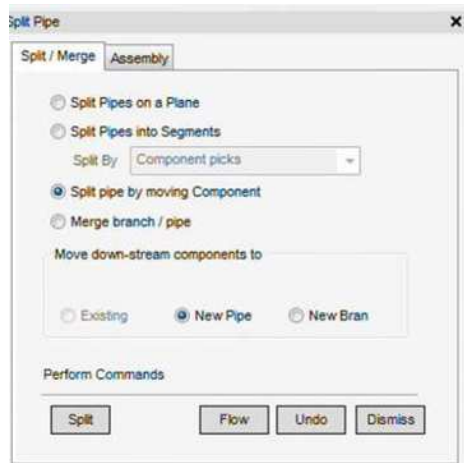 Split Pipe
Split / Merge Assembly
Split Pipes on a Plane
Split Pipes into Segments
Split By Component picks
Split pipe by moving Component
Merge branch / pipe
Move down-stream components to
Existing New Pipe New Bran
Perform Commands
Split Flow Undo Dismiss